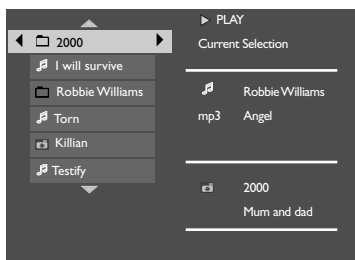 2000
I will survive
Robbie Williams
Torn
Killian
Testify
PLAY
Current Selection
Robbie Williams
mp3 Angel
2000
Mum and dad